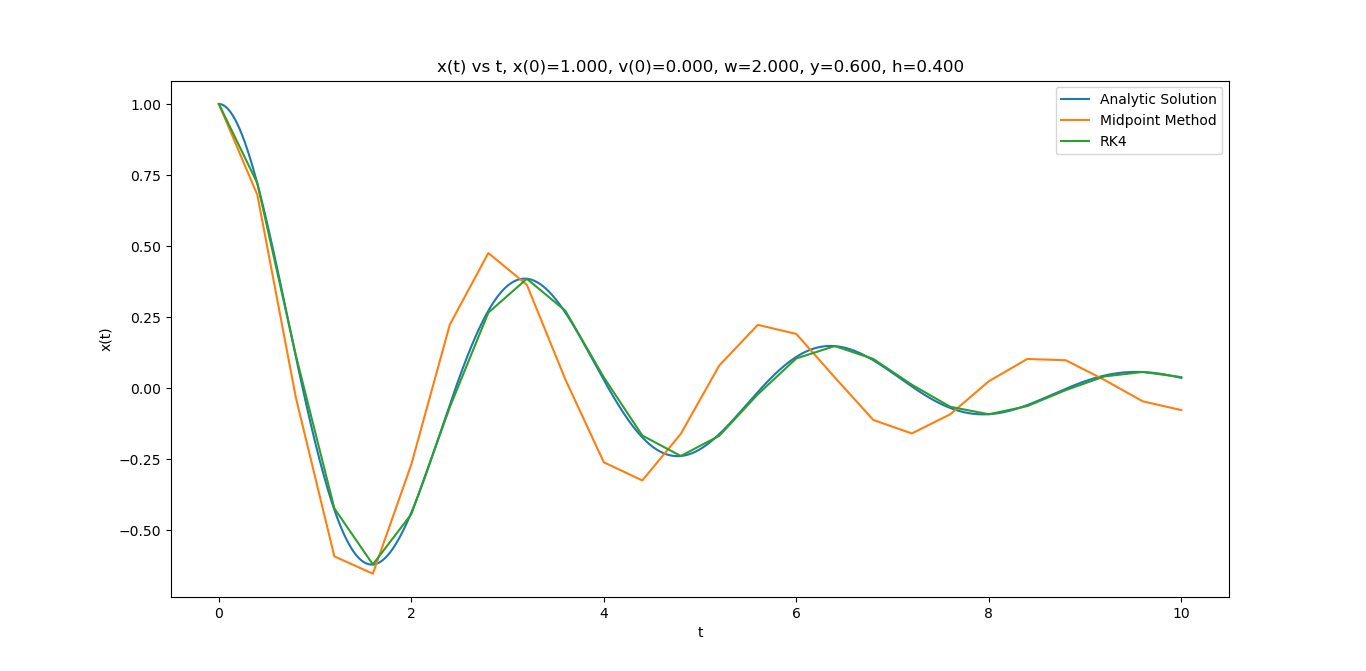 x(t) vs t, x(0)=1.000, v(0)=0.000, w=2.000, y=0.600, h=0.400
Analytic Solution
Midpoint Method
RK4
x(t)
1.00
0.75
0.50
0.25
0.00
−0.25
−0.50
0 2 4 6 8 10
t